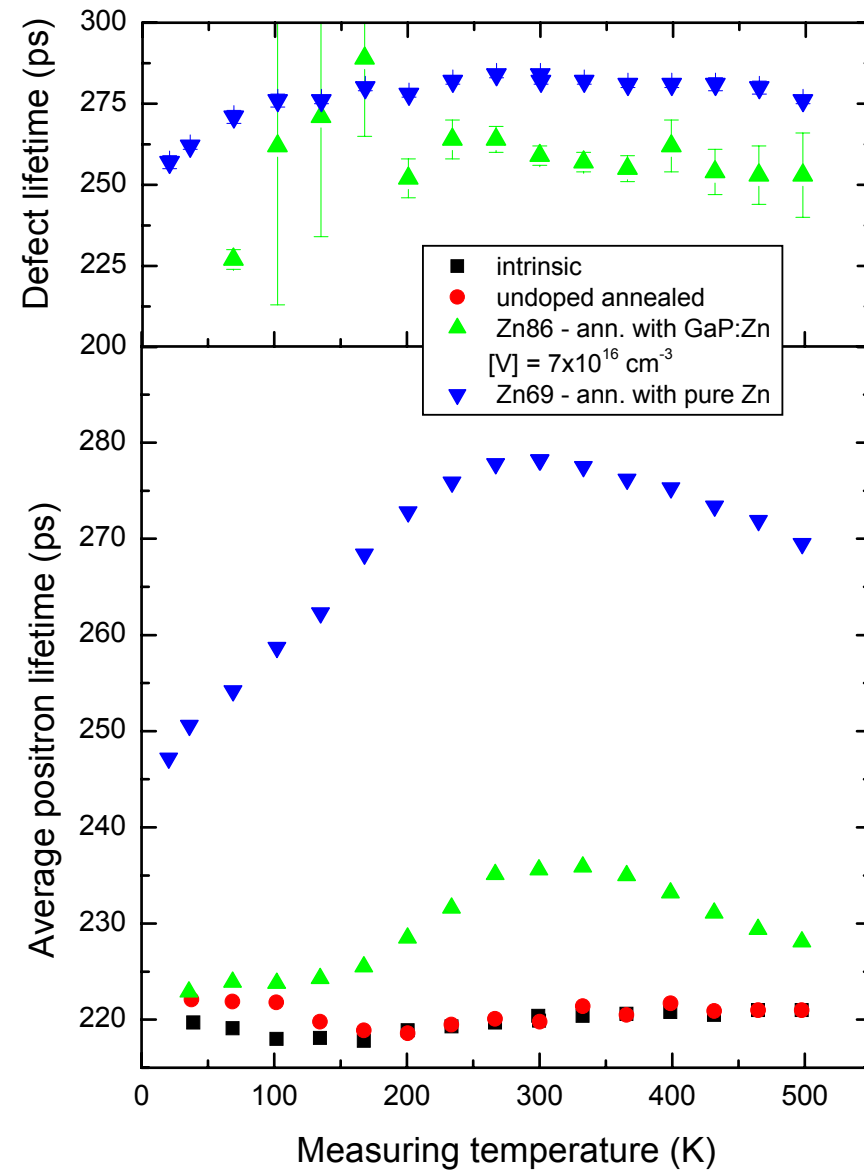 300
275
250
225
200
Defect lifetime (ps)
intrinsic
undoped annealed
Zn86 - ann. with GaP:Zn
[V] = 7x10¹⁶ cm⁻³
Zn69 - ann. with pure Zn
280
270
260
250
240
230
220
Average positron lifetime (ps)
0 100 200 300 400 500
Measuring temperature (K)